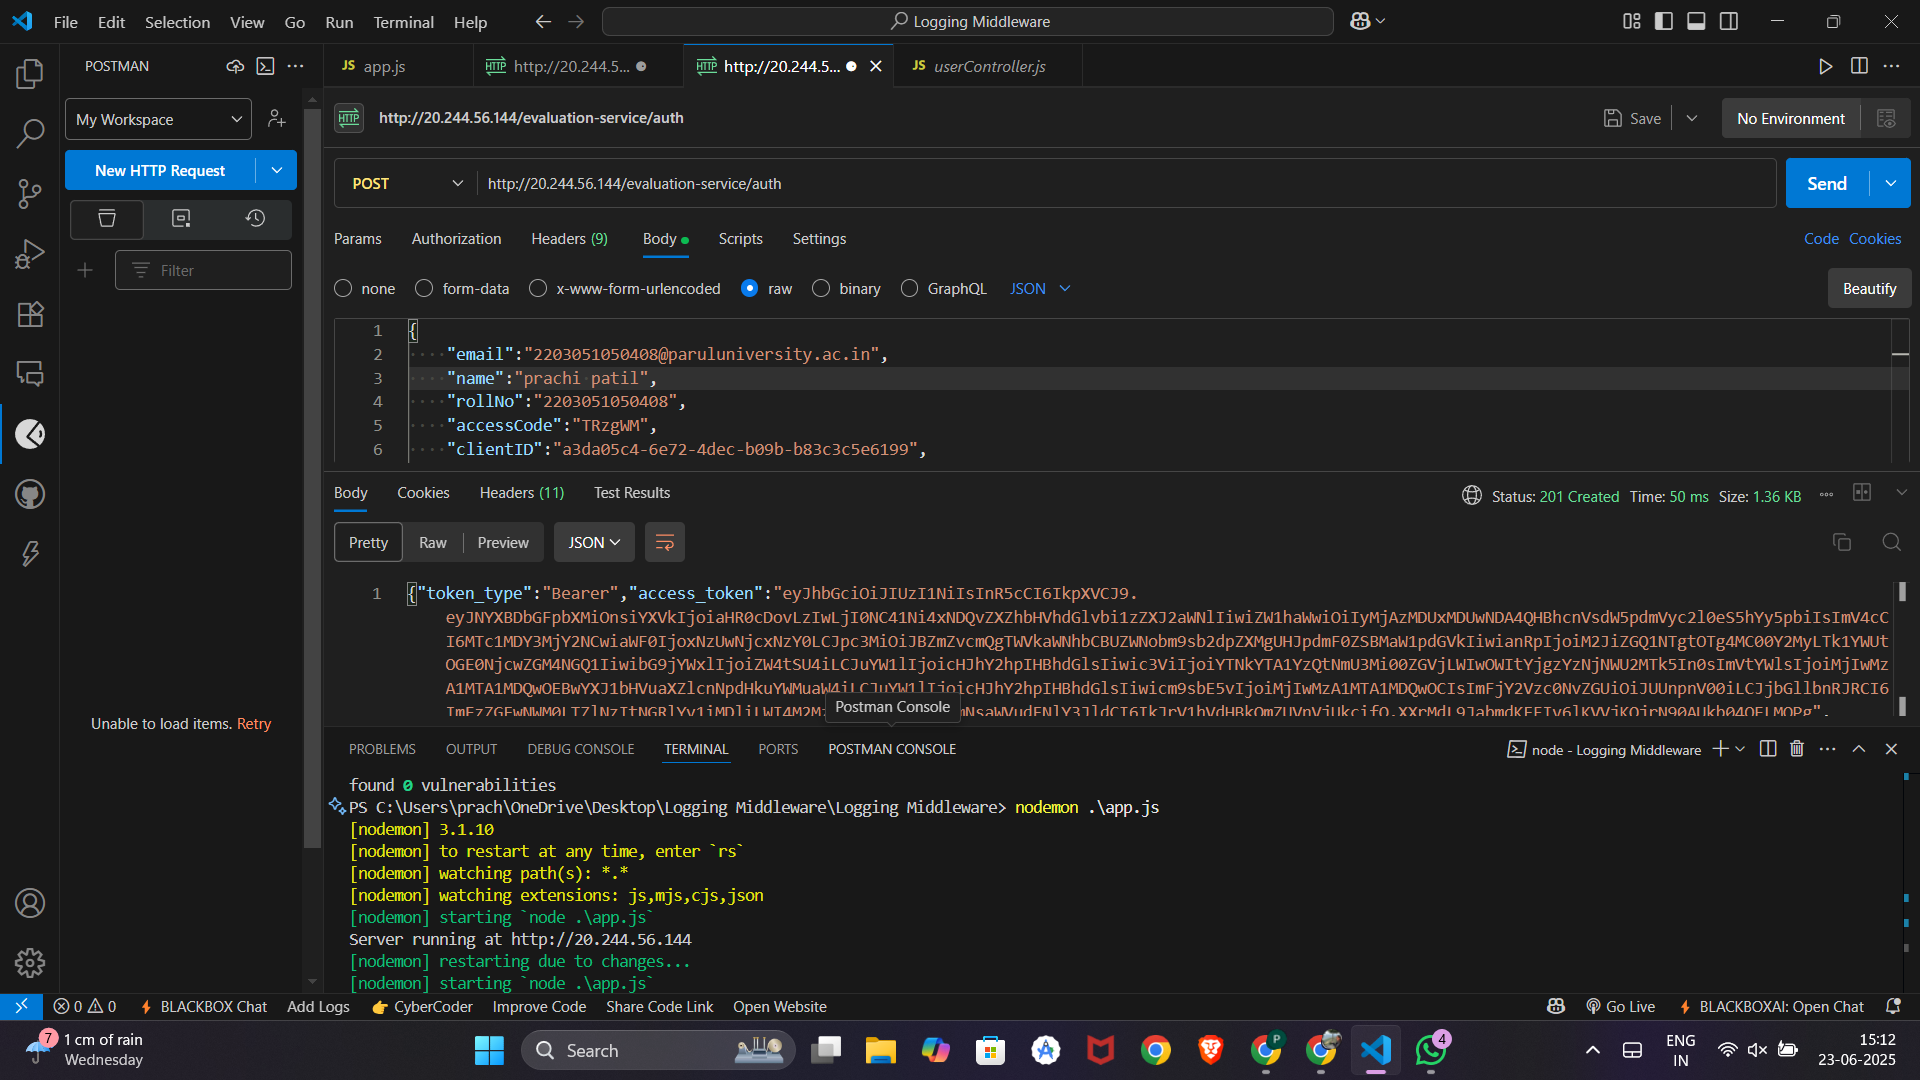 File Edit Selection View Go Run Terminal Help
Logging Middleware
POSTMAN
JS app.js
HTTP http://20.244.5...
HTTP http://20.244.5...
JS userController.js
My Workspace
HTTP http://20.244.56.144/evaluation-service/auth
Save
No Environment
New HTTP Request
POST
http://20.244.56.144/evaluation-service/auth
Send
Params Authorization Headers (9) Body Scripts Settings
Code Cookies
Filter
none form-data x-www-form-urlencoded raw binary GraphQL JSON
Beautify
1 {
2 "email":"2203051050408@paruluniversity.ac.in",
3 "name":"prachi patil",
4 "rollNo":"2203051050408",
5 "accessCode":"TRzgWM",
6 "clientID":"a3da05c4-6e72-4dec-b09b-b83c3c5e6199",
Body Cookies Headers (11) Test Results
Status: 201 Created Time: 50 ms Size: 1.36 KB
Pretty Raw Preview JSON
1 {"token_type":"Bearer","access_token":"eyJhbGciOiJIUzI1NiIsInR5cCI6IkpXVCJ9.
Postman Console
Unable to load items. Retry
PROBLEMS OUTPUT DEBUG CONSOLE TERMINAL PORTS POSTMAN CONSOLE
node - Logging Middleware
found 0 vulnerabilities
PS C:\Users\prach\OneDrive\Desktop\Logging Middleware\Logging Middleware> nodemon .\app.js
[nodemon] 3.1.10
[nodemon] to restart at any time, enter `rs`
[nodemon] watching path(s): *.*
[nodemon] watching extensions: js,mjs,cjs,json
[nodemon] starting `node .\app.js`
Server running at http://20.244.56.144
[nodemon] restarting due to changes...
[nodemon] starting `node .\app.js`
0 0 BLACKBOX Chat Add Logs CyberCoder Improve Code Share Code Link Open Website
Go Live BLACKBOXAI: Open Chat
7
1 cm of rain
Wednesday
Search
P
4
ENG
IN
15:12
23-06-2025